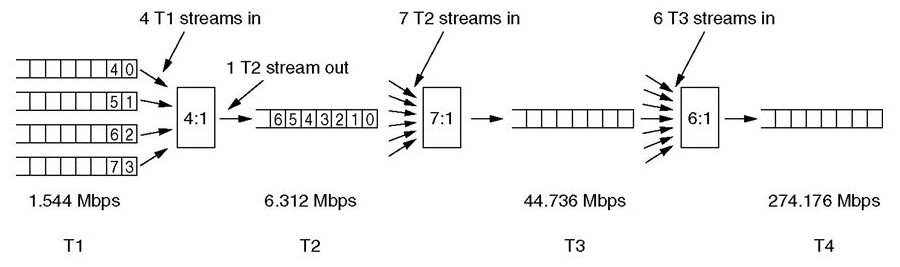 4 T1 streams in
7 T2 streams in
6 T3 streams in
1 T2 stream out
4 0
5 1
6 2
7 3
4:1
6 5 4 3 2 1 0
7:1
6:1
1.544 Mbps
6.312 Mbps
44.736 Mbps
274.176 Mbps
T1
T2
T3
T4